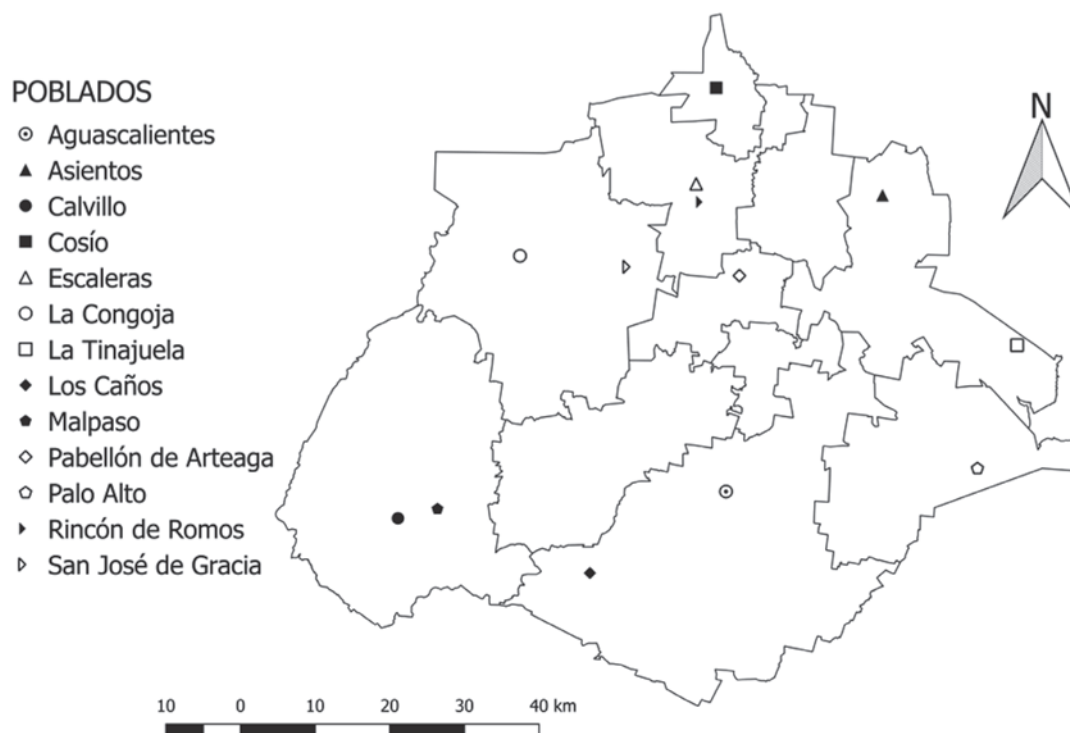 POBLADOS
Aguascalientes
Asientos
Calvillo
Cosío
Escaleras
La Congoja
La Tinajuela
Los Caños
Malpaso
Pabellón de Arteaga
Palo Alto
Rincón de Romos
San José de Gracia
N
10 0 10 20 30 40 km